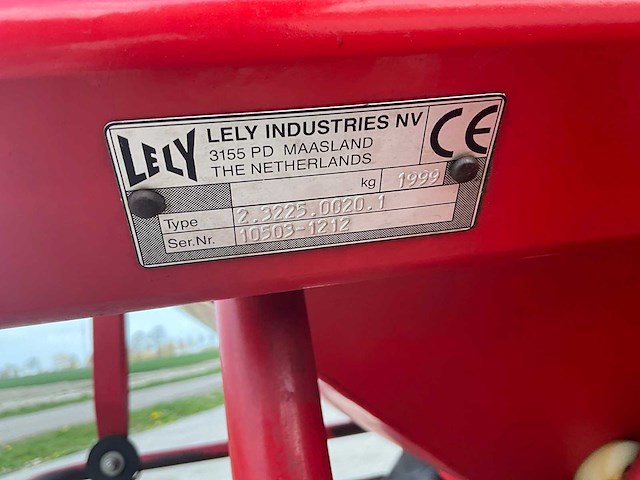 LELY LELY INDUSTRIES NV CE
3155 PD MAASLAND
THE NETHERLANDS
kg 1999
Type 2.3225.0020.1
Ser.Nr. 10503-1212